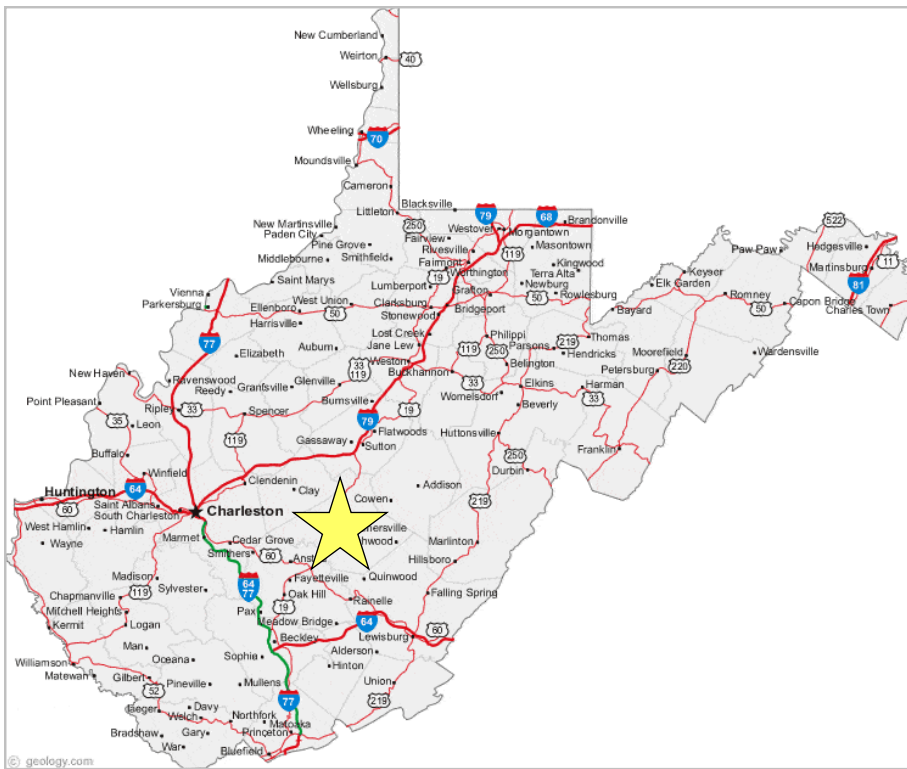 New Cumberland
Weirton
40
Wellsburg
Wheeling
70
Moundsville
Cameron
Blacksville
Littleton
79
68
Brandonville
New Martinsville
250
Westover
Morgantown
522
Paden City
Fairview
119
Masontown
Hedgesville
Pine Grove
Rivesville
Paw Paw
11
Middlebourne
Smithfield
Fairmont
Kingwood
Keyser
Martinsburg
19
Worthington
Terra Alta
Elk Garden
81
Saint Marys
Lumberport
Newburg
Vienna
Grafton
50
Rowlesburg
Romney
Capon Bridge
Parkersburg
West Union
Clarksburg
Bridgeport
50
Charles Town
Ellenboro
50
Stonewood
Bayard
Harrisville
Lost Creek
Philippi
219
Thomas
77
Auburn
Jane Lew
119
250
Parsons
Hendricks
Moorefield
Wardensville
Elizabeth
33
119
Weston
Belington
220
New Haven
Ravenswood
Buckhannon
Petersburg
Reedy
Grantsville
Glenville
33
Elkins
Harman
Point Pleasant
Burnsville
Womelsdorf
33
Ripley
33
Spencer
19
Beverly
35
Leon
79
Flatwoods
Huttonsville
119
Gassaway
Sutton
Franklin
Buffalo
250
Durbin
Winfield
Clendenin
Addison
64
Clay
Cowen
Huntington
219
60
Saint Albans
Charleston
South Charleston
West Hamlin
Hamlin
mersville
Wayne
Marmet
Cedar Grove
hwood
Marlinton
Smithers
60
Anst
Hillsboro
Madison
64
77
Fayetteville
Quinwood
Sylvester
Chapmanville
119
19
Oak Hill
Rainelle
Falling Spring
Mitchell Heights
Pax
Kermit
Logan
Meadow Bridge
64
60
Beckley
Lewisburg
Man
Alderson
Williamson
Oceana
Sophie
Hinton
Matewan
Gilbert
Pineville
Mullens
Union
52
77
219
Iaeger
Davy
Welch
Northfork
Matoaka
Bradshaw
Gary
Princeton
War
Bluefield
© geology.com